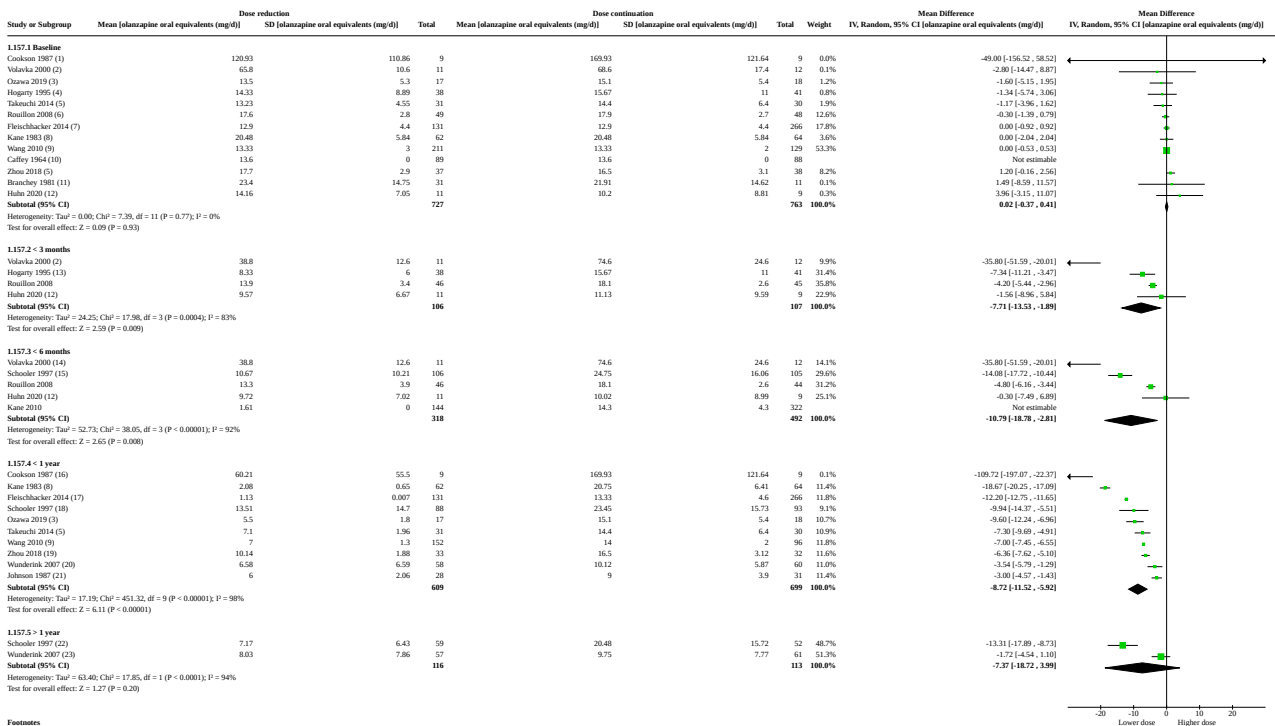 Dose reduction Dose continuation Mean Difference Mean Difference
Study or Subgroup Mean [olanzapine oral equivalents (mg/d)] SD [olanzapine oral equivalents (mg/d)] Total Mean [olanzapine oral equivalents (mg/d)] SD [olanzapine oral equivalents (mg/d)] Total Weight IV, Random, 95% CI [olanzapine oral equivalents (mg/d)] IV, Random, 95% CI [olanzapine oral equivalents (mg/d)]
1.157.1 Baseline
Cookson 1987 (1) 120.93 110.86 9 169.93 121.64 9 0.0% -49.00 [-156.52 , 58.52]
Volavka 2000 (2) 65.8 10.6 11 68.6 17.4 12 0.1% -2.80 [-14.47 , 8.87]
Ozawa 2019 (3) 13.5 5.3 17 15.1 5.4 18 1.2% -1.60 [-5.15 , 1.95]
Hogarty 1995 (4) 14.33 8.89 38 15.67 11 41 0.8% -1.34 [-5.74 , 3.06]
Takeuchi 2014 (5) 13.23 4.55 31 14.4 6.4 30 2.0% -1.17 [-3.96 , 1.62]
Rouillon 2008 (6) 17.6 2.8 49 17.9 2.7 48 12.6% -0.30 [-1.39 , 0.79]
Fleischhacker 2014 (7) 12.9 4.4 131 12.9 4.4 266 17.8% 0.00 [-0.92 , 0.92]
Kane 1983 (8) 20.48 5.84 62 20.48 5.84 64 3.7% 0.00 [-2.04 , 2.04]
Wang 2010 (9) 13.33 3 211 13.33 2 129 53.3% 0.00 [-0.53 , 0.53]
Caffey 1964 (10) 13.6 0 89 13.6 0 88 Not estimable
Zhou 2018 (5) 17.7 2.9 37 16.5 3.1 38 8.2% 1.20 [-0.16 , 2.56]
Branchey 1981 (11) 23.4 14.75 31 21.91 14.62 11 0.1% 1.49 [-8.59 , 11.57]
Huhn 2020 (12) 14.16 7.05 11 10.2 8.81 9 0.3% 3.96 [-3.15 , 11.07]
Subtotal (95% CI) 727 763 100.0% 0.02 [-0.37 , 0.41]
Heterogeneity: Tau² = 0.00; Chi² = 7.39, df = 11 (P = 0.77); I² = 0%
Test for overall effect: Z = 0.09 (P = 0.93)
1.157.2 < 3 months
Volavka 2000 (2) 38.8 12.6 11 74.6 24.6 12 9.9% -35.80 [-51.59 , -20.01]
Hogarty 1995 (13) 8.33 6 38 15.67 11 41 31.4% -7.34 [-11.21 , -3.47]
Rouillon 2008 13.9 3.4 46 18.1 2.6 45 35.8% -4.20 [-5.44 , -2.96]
Huhn 2020 (12) 9.57 6.67 11 11.13 9.59 9 22.9% -1.56 [-8.96 , 5.84]
Subtotal (95% CI) 106 107 100.0% -7.71 [-13.53 , -1.89]
Heterogeneity: Tau² = 24.25; Chi² = 17.98, df = 3 (P = 0.0004); I² = 83%
Test for overall effect: Z = 2.59 (P = 0.009)
1.157.3 < 6 months
Volavka 2000 (14) 38.8 12.6 11 74.6 24.6 12 14.1% -35.80 [-51.59 , -20.01]
Schooler 1997 (15) 10.67 10.21 106 24.75 16.06 105 29.6% -14.08 [-17.72 , -10.44]
Rouillon 2008 13.3 3.9 46 18.1 2.6 44 31.2% -4.80 [-6.16 , -3.44]
Huhn 2020 (12) 9.72 7.02 11 10.02 8.99 9 25.1% -0.30 [-7.49 , 6.89]
Kane 2010 1.61 0 144 14.3 4.3 322 Not estimable
Subtotal (95% CI) 318 492 100.0% -10.79 [-18.78 , -2.81]
Heterogeneity: Tau² = 52.73; Chi² = 38.05, df = 3 (P < 0.00001); I² = 92%
Test for overall effect: Z = 2.65 (P = 0.008)
1.157.4 < 1 year
Cookson 1987 (16) 60.21 55.5 9 169.93 121.64 9 0.1% -109.72 [-197.07 , -22.37]
Kane 1983 (8) 2.08 0.65 62 20.75 6.41 64 11.4% -18.67 [-20.25 , -17.09]
Fleischhacker 2014 (17) 1.13 0.007 131 13.33 4.6 266 11.8% -12.20 [-12.75 , -11.65]
Schooler 1997 (18) 13.51 14.7 88 23.45 15.73 93 9.1% -9.94 [-14.37 , -5.51]
Ozawa 2019 (3) 5.5 1.8 17 15.1 5.4 18 10.7% -9.60 [-12.24 , -6.96]
Takeuchi 2014 (5) 7.1 1.96 31 14.4 6.4 30 10.9% -7.30 [-9.69 , -4.91]
Wang 2010 (9) 7 1.3 152 14 2 96 11.8% -7.00 [-7.45 , -6.55]
Zhou 2018 (19) 10.14 1.88 33 16.5 3.12 32 11.6% -6.36 [-7.62 , -5.10]
Wunderink 2007 (20) 6.58 6.59 58 10.12 5.87 60 11.1% -3.54 [-5.79 , -1.29]
Johnson 1987 (21) 6 2.06 28 9 3.9 31 11.4% -3.00 [-4.57 , -1.43]
Subtotal (95% CI) 609 699 100.0% -8.72 [-11.52 , -5.92]
Heterogeneity: Tau² = 17.19; Chi² = 451.32, df = 9 (P < 0.00001); I² = 98%
Test for overall effect: Z = 6.11 (P < 0.00001)
1.157.5 > 1 year
Schooler 1997 (22) 7.17 6.43 59 20.48 15.72 52 48.7% -13.31 [-17.89 , -8.73]
Wunderink 2007 (23) 8.03 7.86 57 9.75 7.77 61 51.3% -1.72 [-4.54 , 1.10]
Subtotal (95% CI) 116 113 100.0% -7.37 [-18.72 , 3.99]
Heterogeneity: Tau² = 63.40; Chi² = 17.85, df = 1 (P < 0.0001); I² = 94%
Test for overall effect: Z = 1.27 (P = 0.20)
-20 -10 0 10 20
Footnotes Lower dose Higher dose